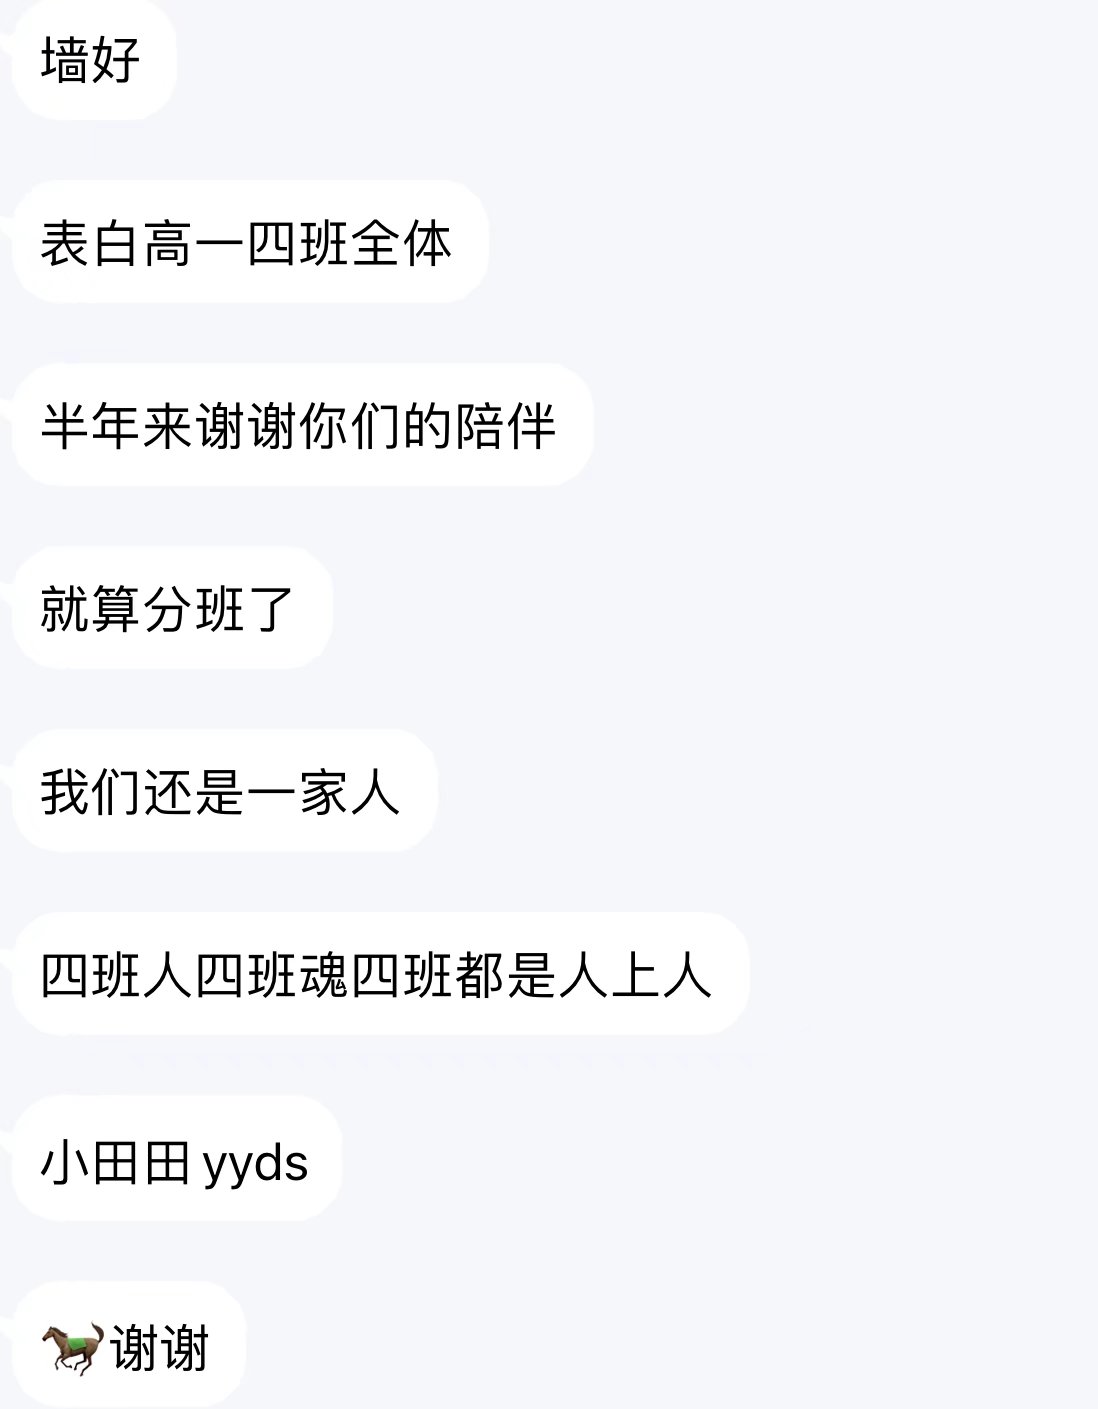 墙好
表白高一四班全体
半年来谢谢你们的陪伴
就算分班了
我们还是一家人
四班人四班魂四班都是人上人
小田田 yyds
🐎谢谢